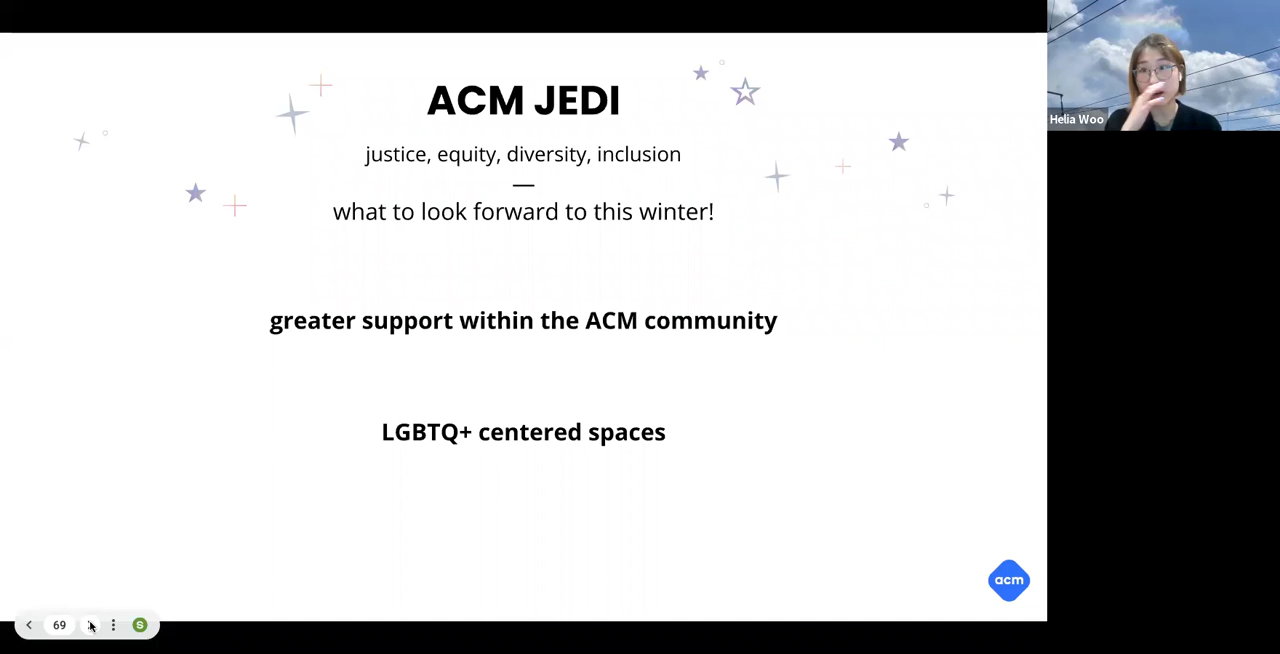 ACM JEDI
justice, equity, diversity, inclusion
—
what to look forward to this winter!
greater support within the ACM community
LGBTQ+ centered spaces
acm
69
S
Helia Woo